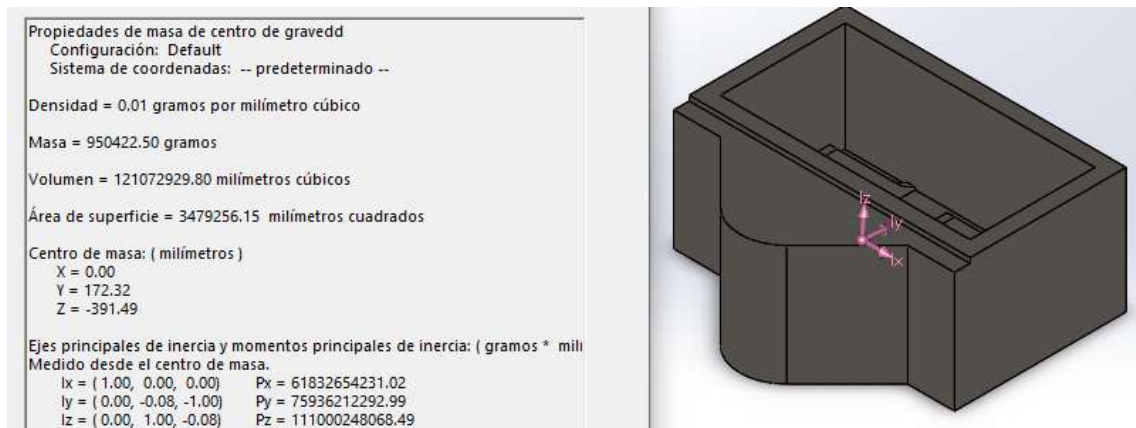 Propiedades de masa de centro de gravedd
Configuración: Default
Sistema de coordenadas: -- predeterminado --
Densidad = 0.01 gramos por milímetro cúbico
Masa = 950422.50 gramos
Volumen = 121072929.80 milímetros cúbicos
Área de superficie = 3479256.15 milímetros cuadrados
Centro de masa: ( milímetros )
X = 0.00
Y = 172.32
Z = -391.49
Ejes principales de inercia y momentos principales de inercia: ( gramos * mili
Medido desde el centro de masa.
Ix = ( 1.00, 0.00, 0.00) Px = 61832654231.02
Iy = ( 0.00, -0.08, -1.00) Py = 75936212292.99
Iz = ( 0.00, 1.00, -0.08) Pz = 111000248068.49
Iz
Iy
Ix